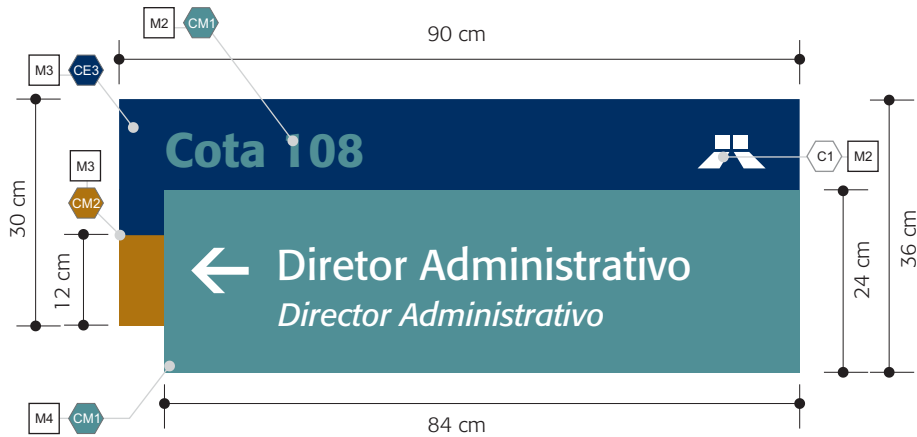 M2 CM1
90 cm
M3 CE3
Cota 108
C1 M2
M3
CM2
30 cm
12 cm
← Diretor Administrativo
Director Administrativo
24 cm
36 cm
M4 CM1
84 cm